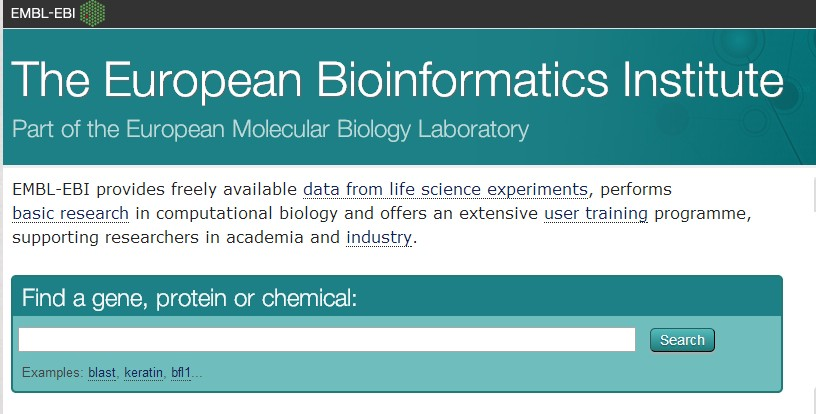 EMBL-EBI
The European Bioinformatics Institute
Part of the European Molecular Biology Laboratory
EMBL-EBI provides freely available data from life science experiments, performs
basic research in computational biology and offers an extensive user training programme,
supporting researchers in academia and industry.
Find a gene, protein or chemical:
Search
Examples: blast, keratin, bfl1...